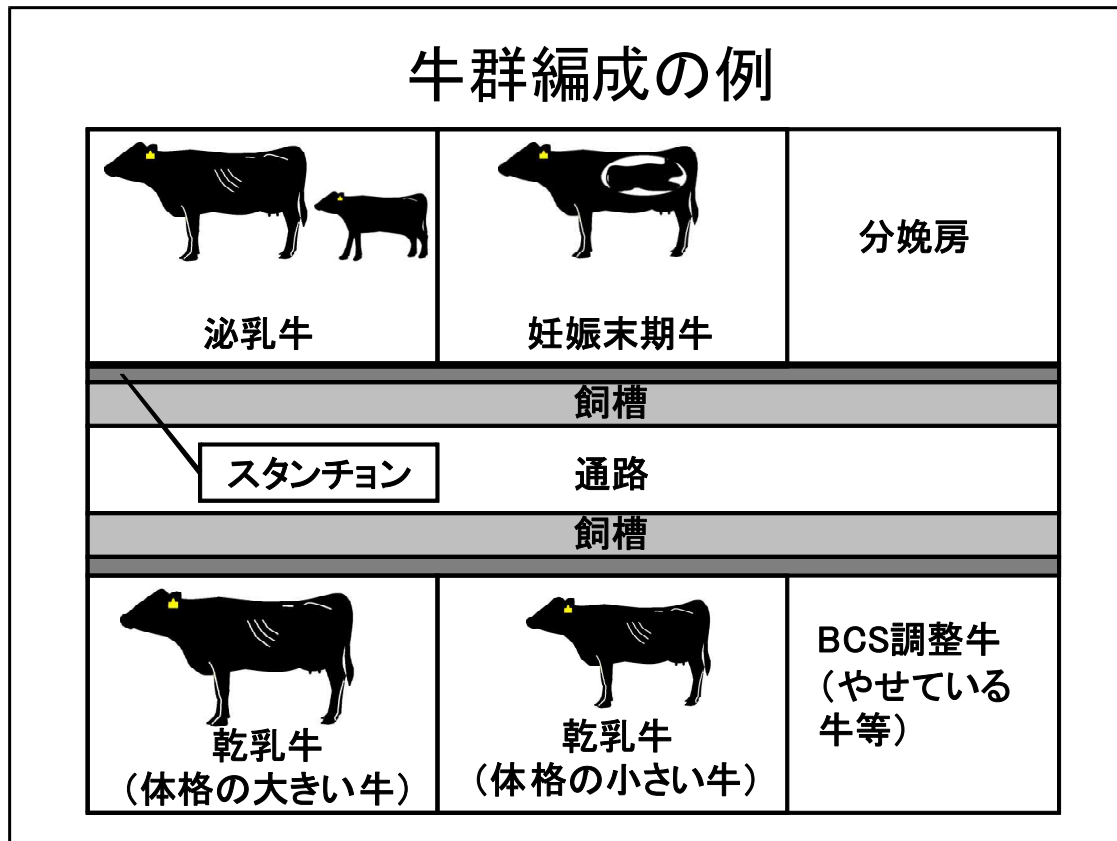 牛群編成の例
泌乳牛
妊娠末期牛
分娩房
飼槽
スタンチョン
通路
飼槽
乾乳牛
（体格の大きい牛）
乾乳牛
（体格の小さい牛）
BCS調整牛
（やせている
牛等）